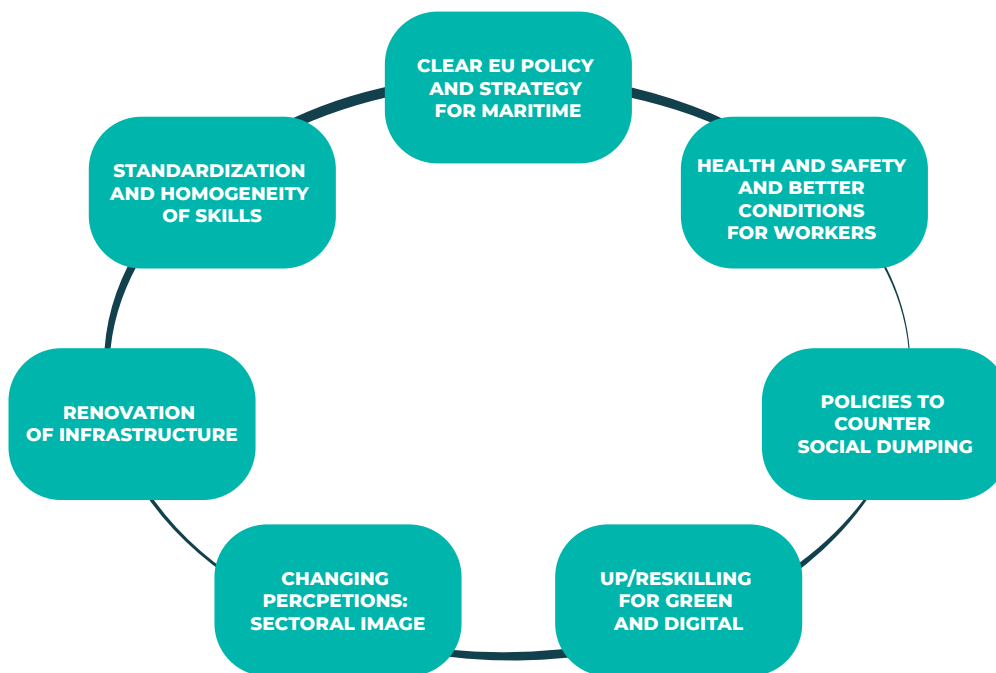 CLEAR EU POLICY
AND STRATEGY
FOR MARITIME
HEALTH AND SAFETY
AND BETTER
CONDITIONS
FOR WORKERS
POLICIES TO
COUNTER
SOCIAL DUMPING
UP/RESKILLING
FOR GREEN
AND DIGITAL
CHANGING
PERCPETIONS:
SECTORAL IMAGE
RENOVATION
OF INFRASTRUCTURE
STANDARDIZATION
AND HOMOGENEITY
OF SKILLS